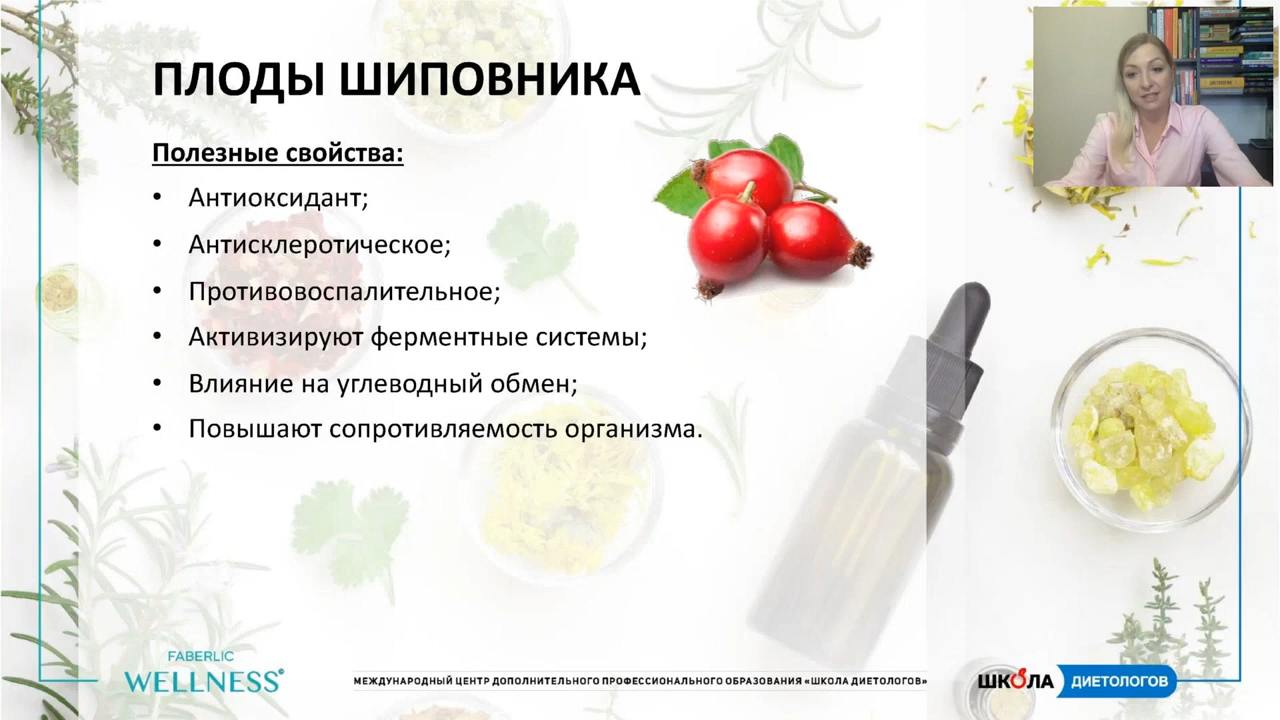 ПЛОДЫ ШИПОВНИКА
Полезные свойства:
• Антиоксидант;
• Антисклеротическое;
• Противовоспалительное;
• Активизируют ферментные системы;
• Влияние на углеводный обмен;
• Повышают сопротивляемость организма.
FABERLIC
WELLNESS©
МЕЖДУНАРОДНЫЙ ЦЕНТР ДОПОЛНИТЕЛЬНОГО ПРОФЕССИОНАЛЬНОГО ОБРАЗОВАНИЯ «ШКОЛА ДИЕТОЛОГОВ»
ШКОЛА ДИЕТОЛОГОВ